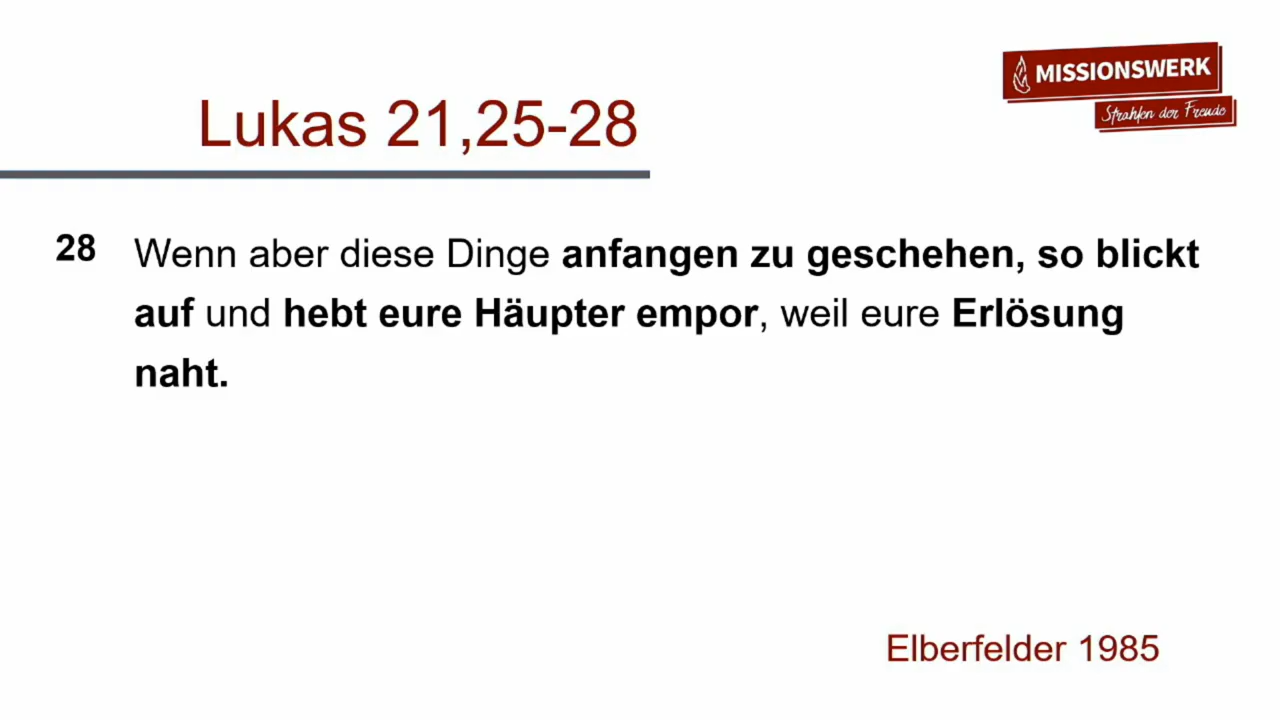 MISSIONSWERK
Strahlen der Freude
Lukas 21,25-28
28 Wenn aber diese Dinge anfangen zu geschehen, so blickt
auf und hebt eure Häupter empor, weil eure Erlösung
naht.
Elberfelder 1985